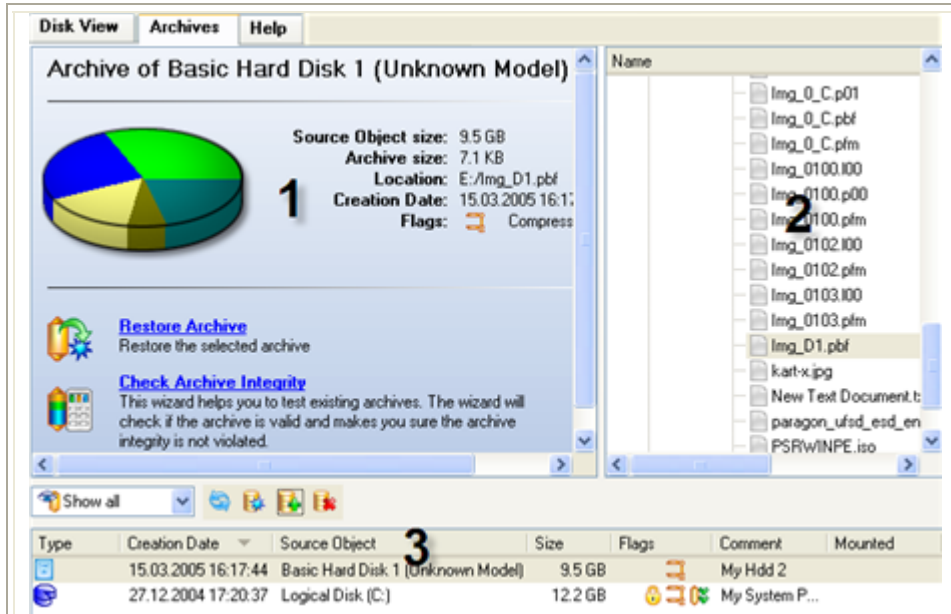 Disk View Archives Help
Archive of Basic Hard Disk 1 (Unknown Model)
Source Object size: 9.5 GB
Archive size: 7.1 KB
Location: E:/Img_D1.pbf
Creation Date: 15.03.2005 16:17
Flags: Compress
1
Restore Archive
Restore the selected archive
Check Archive Integrity
This wizard helps you to test existing archives. The wizard will
check if the archive is valid and makes you sure the archive
integrity is not violated.
Name
Img_0_C.p01
Img_0_C.pbf
Img_0_C.pfm
Img_0100.I00
Img_0100.p00
Img_0100.pfm
2
Img_0102.I00
Img_0102.pfm
Img_0103.I00
Img_0103.pfm
Img_D1.pbf
kart-x.jpg
New Text Document.t
paragon_ufsd_esd_en
PSRWINPE.iso
Show all
3
Type Creation Date Source Object Size Flags Comment Mounted
15.03.2005 16:17:44 Basic Hard Disk 1 (Unknown Model) 9.5 GB My Hdd 2
27.12.2004 17:20:37 Logical Disk (C:) 12.2 GB My System P...